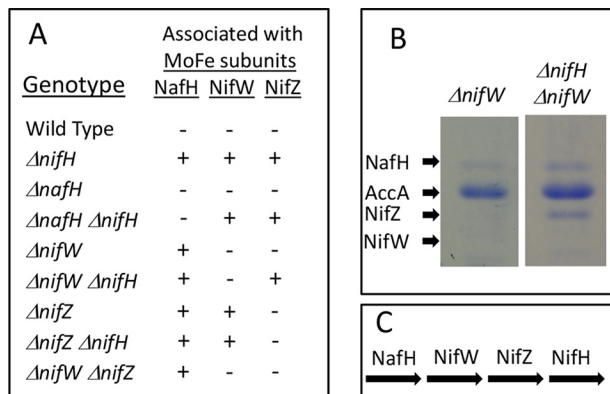 A
Associated with
MoFe subunits
Genotype NafH NifW NifZ
Wild Type - - -
ΔnifH + + +
ΔnafH - - -
ΔnafH ΔnifH - + +
ΔnifW + - -
ΔnifW ΔnifH + - +
ΔnifZ + + -
ΔnifZ ΔnifH + + -
ΔnifW ΔnifZ + - -
B
ΔnifW
ΔnifH
ΔnifW
NafH
AccA
NifZ
NifW
C
NafH NifW NifZ NifH